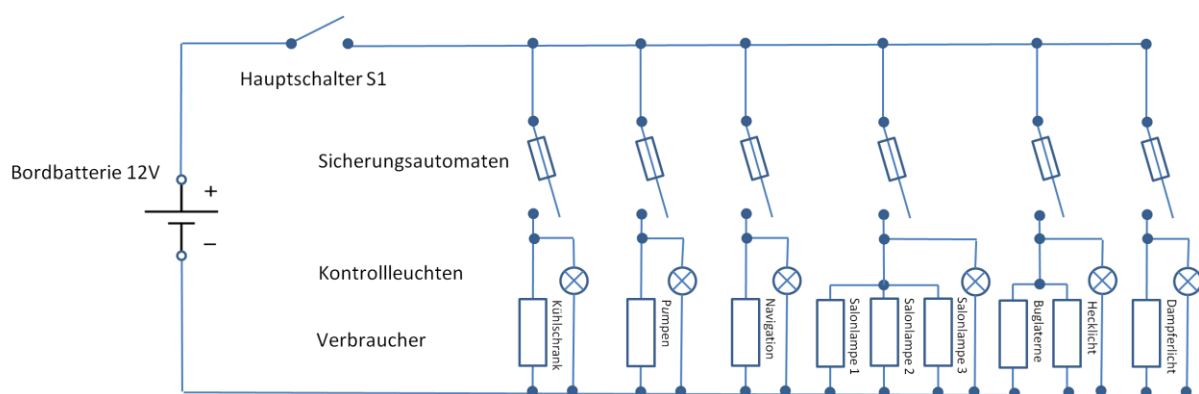 Hauptschalter S1
Sicherungsautomaten
Bordbatterie 12V
+
−
Kontrollleuchten
Verbraucher
Kühlschrank
Pumpen
Navigation
Salonlampe 1
Salonlampe 2
Salonlampe 3
Buglaterne
Hecklicht
Dampferlicht